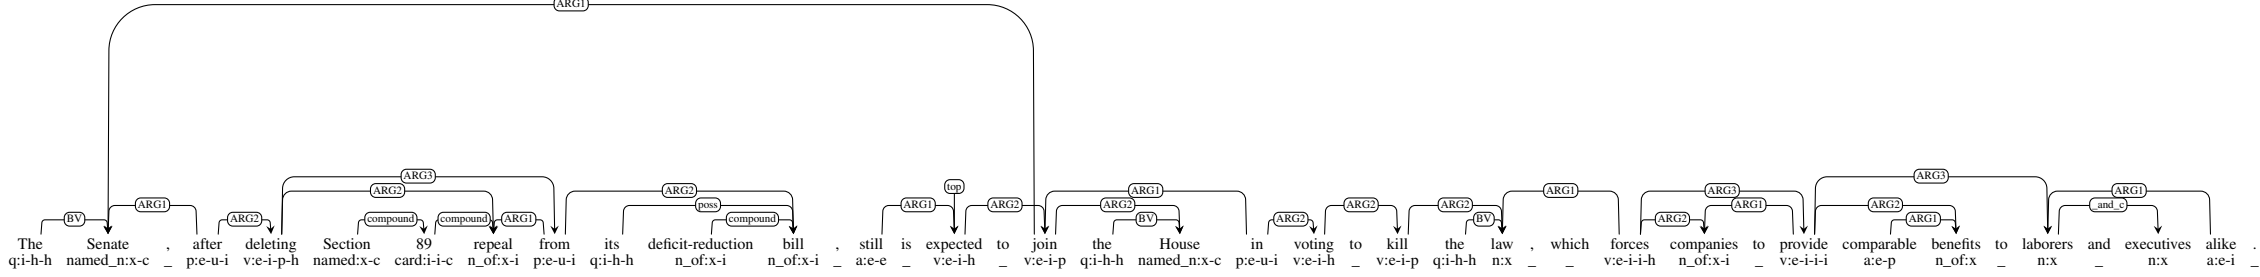 ARG1
top
ARG3 ARG3
ARG2 ARG2 ARG1 ARG1 ARG3 ARG1
ARG1 poss ARG1 ARG2 ARG2 ARG2 ARG2 ARG1 ARG2 _and_c
BV ARG2 compound compound ARG1 compound BV ARG2 BV ARG2 ARG1
The Senate , after deleting Section 89 repeal from its deficit-reduction bill , still is expected to join the House in voting to kill the law , which forces companies to provide comparable benefits to laborers and executives alike .
q:i-h-h named_n:x-c _ p:e-u-i v:e-i-p-h named:x-c card:i-i-c n_of:x-i p:e-u-i q:i-h-h n_of:x-i n_of:x-i _ a:e-e _ v:e-i-h _ v:e-i-p q:i-h-h named_n:x-c p:e-u-i v:e-i-h _ v:e-i-p q:i-h-h n:x _ _ v:e-i-i-h n_of:x-i _ v:e-i-i-i a:e-p n_of:x _ n:x _ n:x a:e-i _